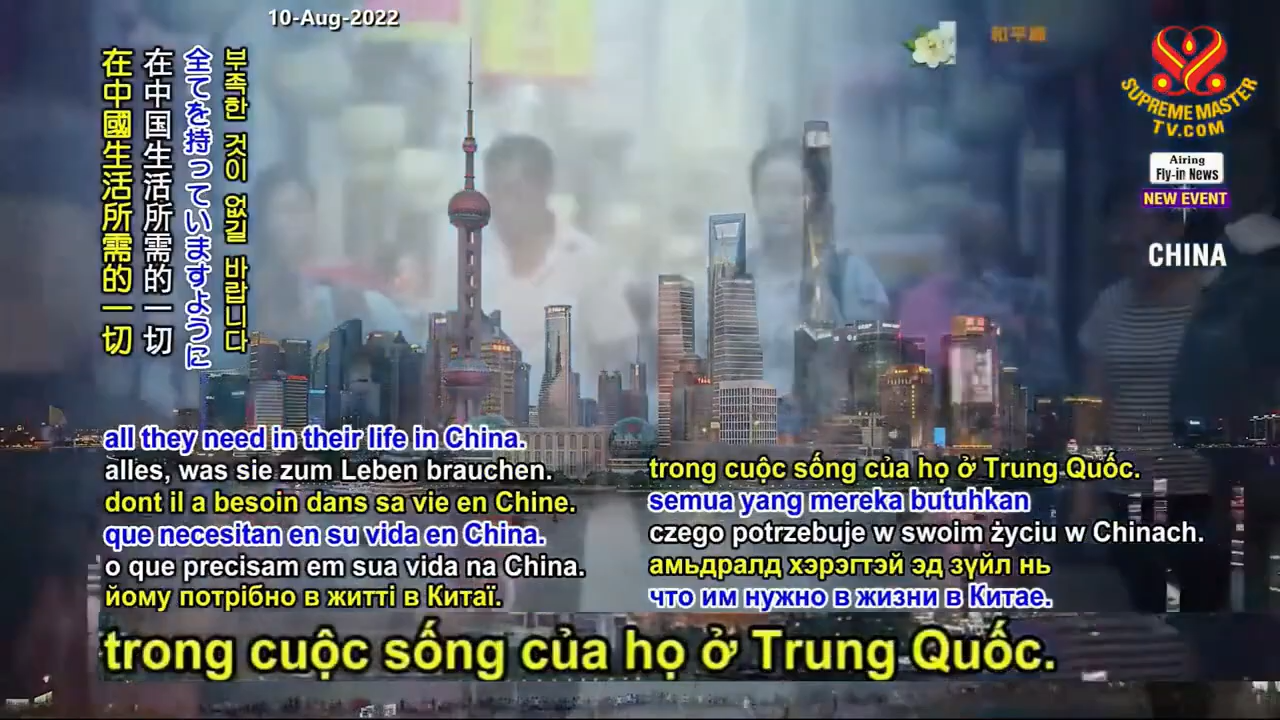 10-Aug-2022
和平
SUPREME MASTER
TV.COM
Airing
Fly-in News
NEW EVENT
CHINA
在中國生活所需的一切
在中国生活所需的一切
全てを持っていますように
부족한 것이 없길 바랍니다
all they need in their life in China.
alles, was sie zum Leben brauchen.
dont il a besoin dans sa vie en Chine.
que necesitan en su vida en China.
o que precisam em sua vida na China.
йому потрібно в житті в Китаї.
trong cuộc sống của họ ở Trung Quốc.
semua yang mereka butuhkan
czego potrzebuje w swoim życiu w Chinach.
амьдралд хэрэгтэй эд зүйл нь
что им нужно в жизни в Китае.
trong cuộc sống của họ ở Trung Quốc.